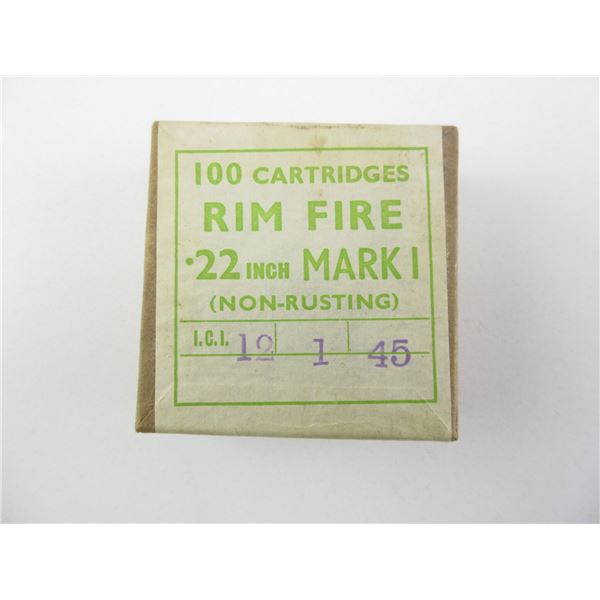 100 CARTRIDGES
RIM FIRE
.22 INCH MARK I
(NON-RUSTING)
I.C.I. 12 1 45